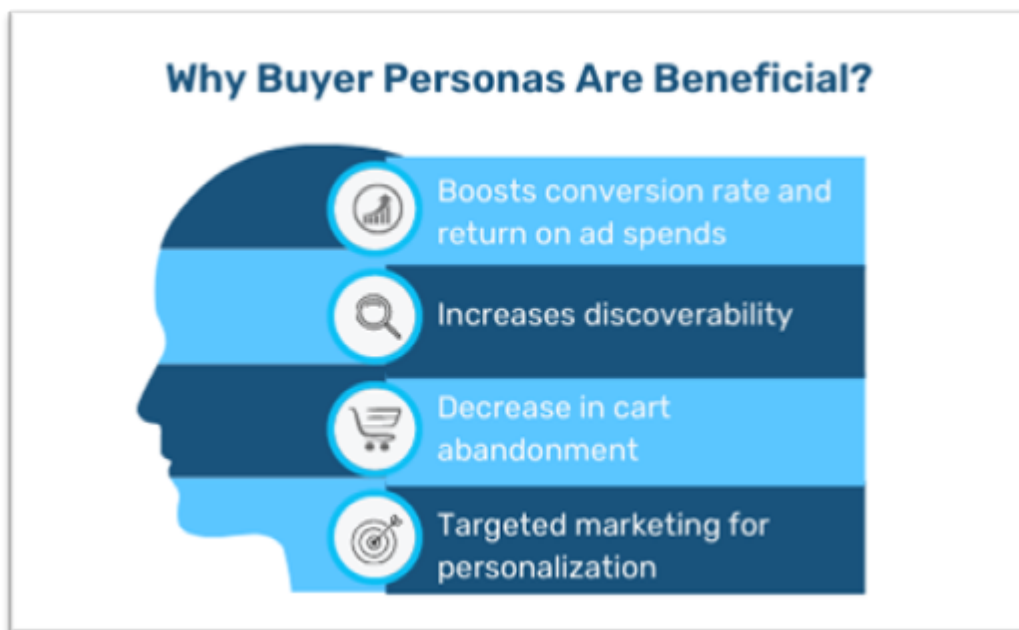 Why Buyer Personas Are Beneficial?
Boosts conversion rate and
return on ad spends
Increases discoverability
Decrease in cart
abandonment
Targeted marketing for
personalization